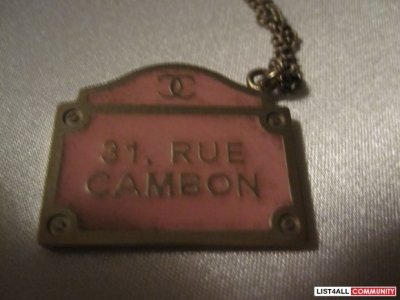 31, RUE
CAMBON
LIST4ALL COMMUNITY